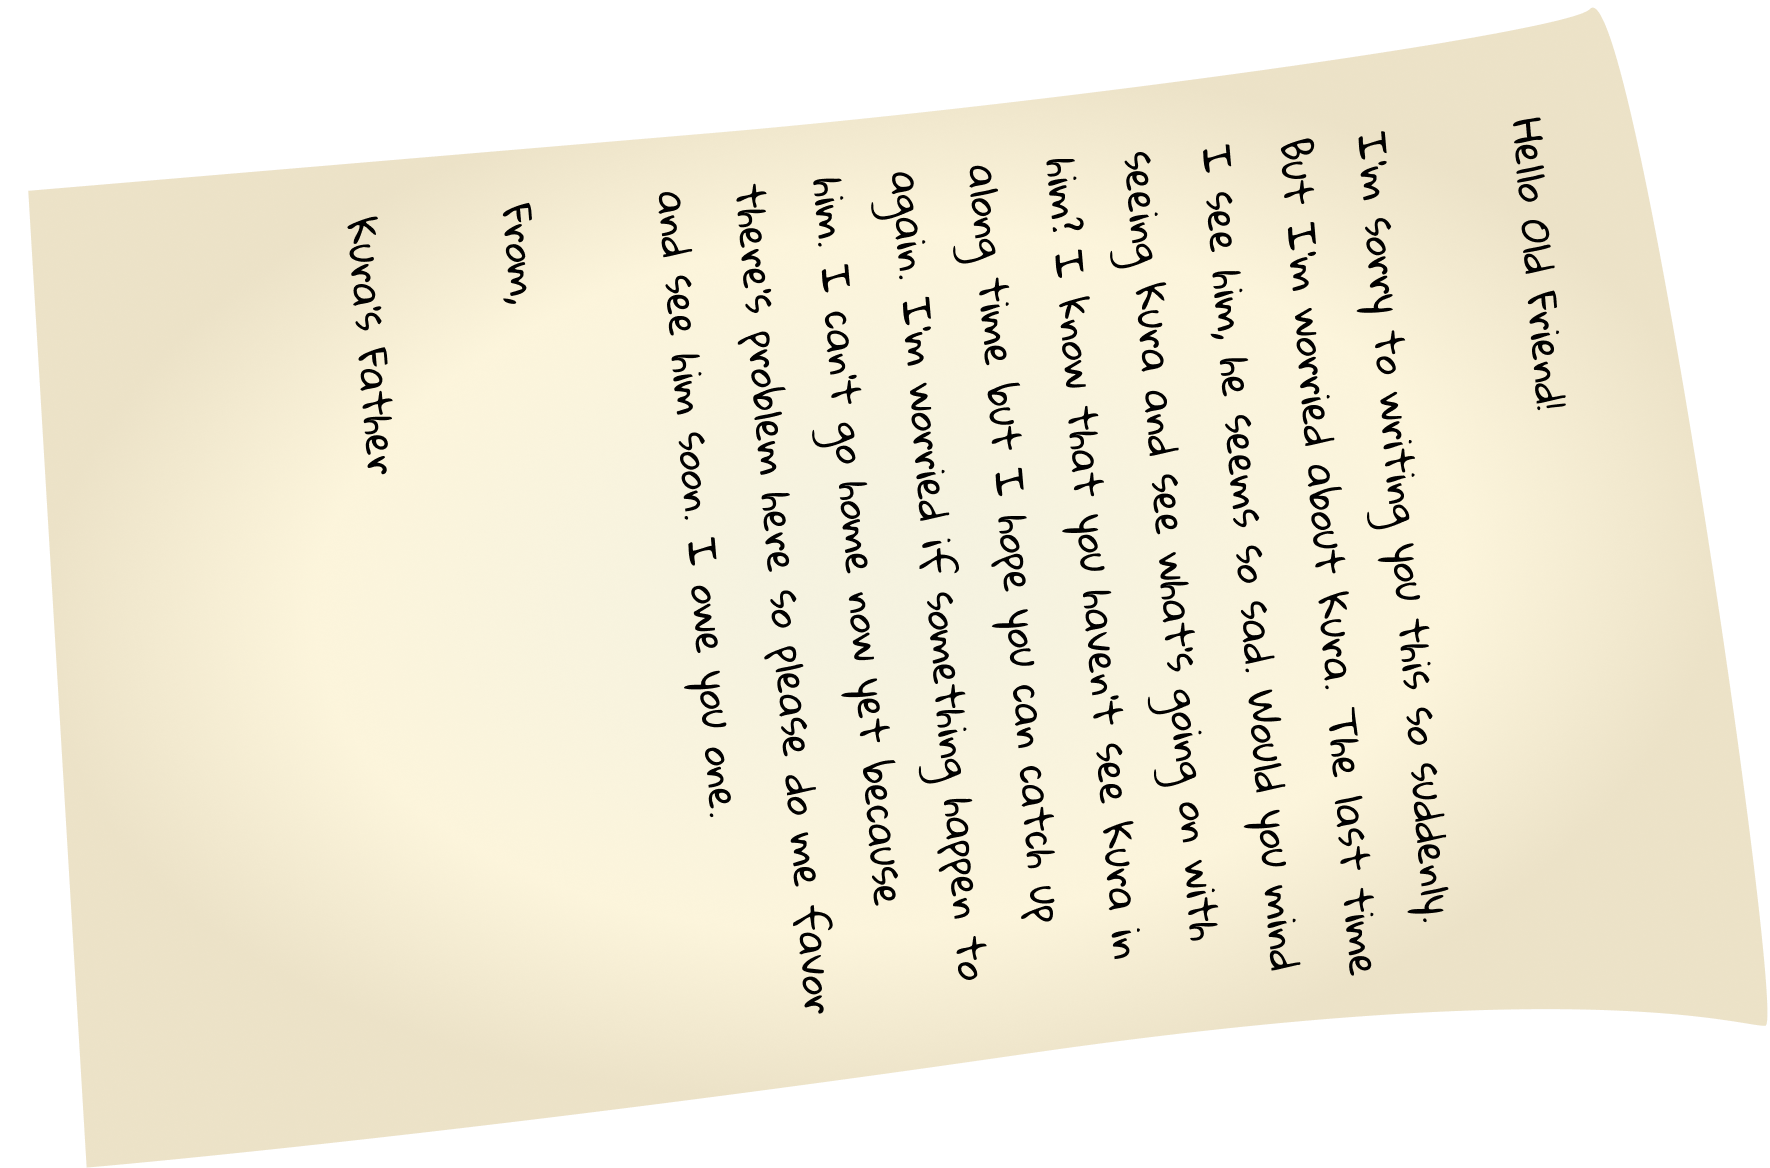 Hello Old Friend!
I'm sorry to writing you this so suddenly.
But I'm worried about Kura. The last time
I see him, he seems so sad. Would you mind
seeing Kura and see what's going on with
him? I know that you haven't see Kura in
along time but I hope you can catch up
again. I'm worried if something happen to
him. I can't go home now yet because
there's problem here so please do me favor
and see him soon. I owe you one.
From,
Kura's Father